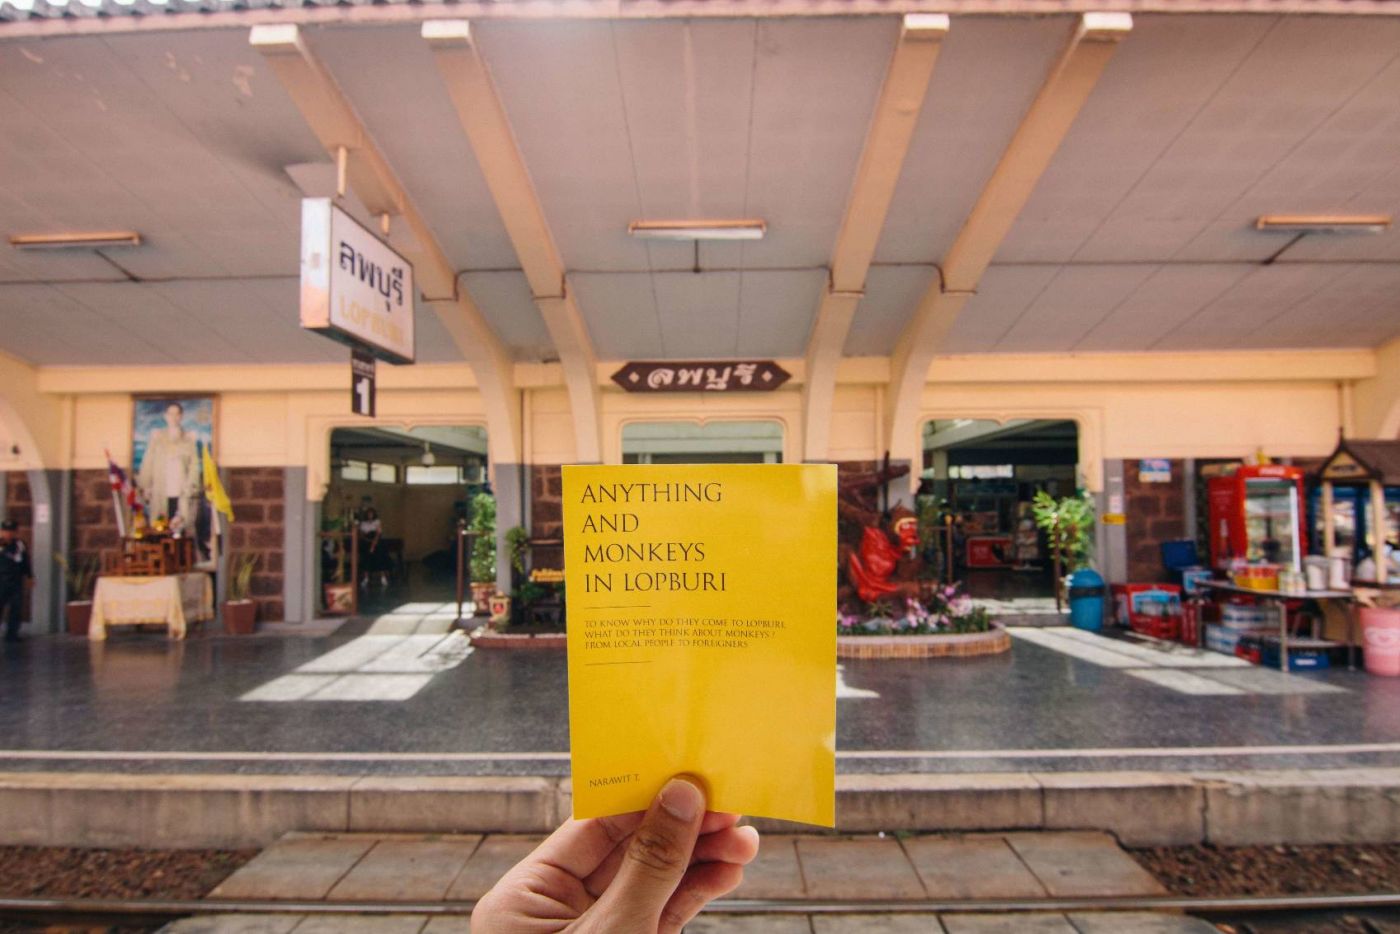 ลพบุรี
LOPBURI
1
ลพบุรี
ANYTHING
AND
MONKEYS
IN LOPBURI
TO KNOW WHY DO THEY COME TO LOPBURI,
WHAT DO THEY THINK ABOUT MONKEYS ?
FROM LOCAL PEOPLE TO FOREIGNERS
NARAWIT T.